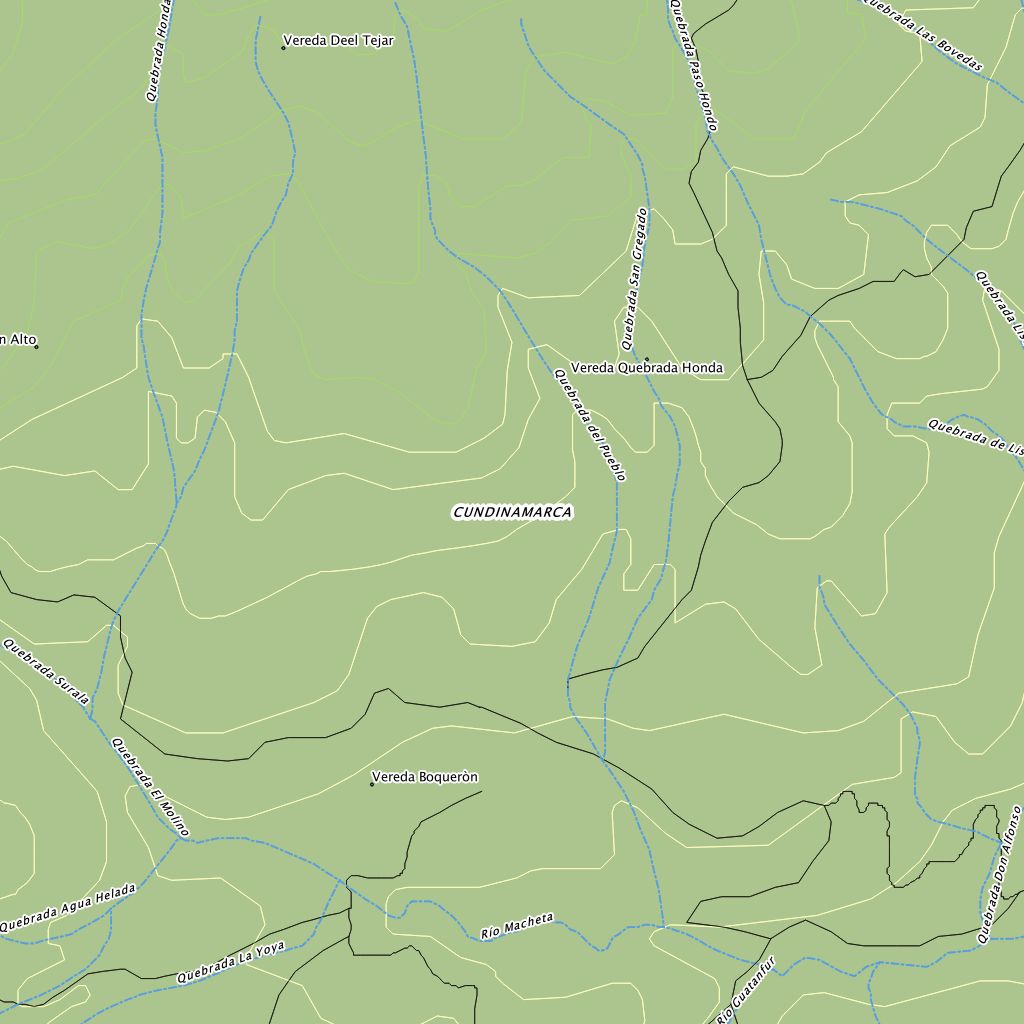 Quebrada Honda
Vereda Deel Tejar
Quebrada Paso Hondo
Quebrada Las Bovedas
Quebrada San Gregado
Quebrada Lis
n Alto
Vereda Quebrada Honda
Quebrada del Pueblo
Quebrada de Lis
CUNDINAMARCA
Quebrada Surala
Quebrada El Molino
Vereda Boqueròn
Quebrada Don Alfonso
Quebrada Agua Helada
Río Macheta
Quebrada La Yoya
Río Guatanfur